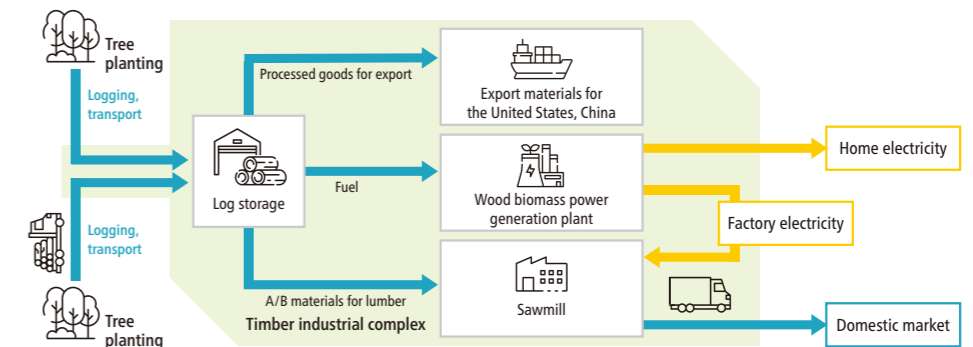 Tree
planting
Logging,
transport
Processed goods for export
Export materials for
the United States, China
Log storage
Fuel
Wood biomass power
generation plant
Home electricity
Factory electricity
Logging,
transport
A/B materials for lumber
Timber industrial complex
Sawmill
Domestic market
Tree
planting